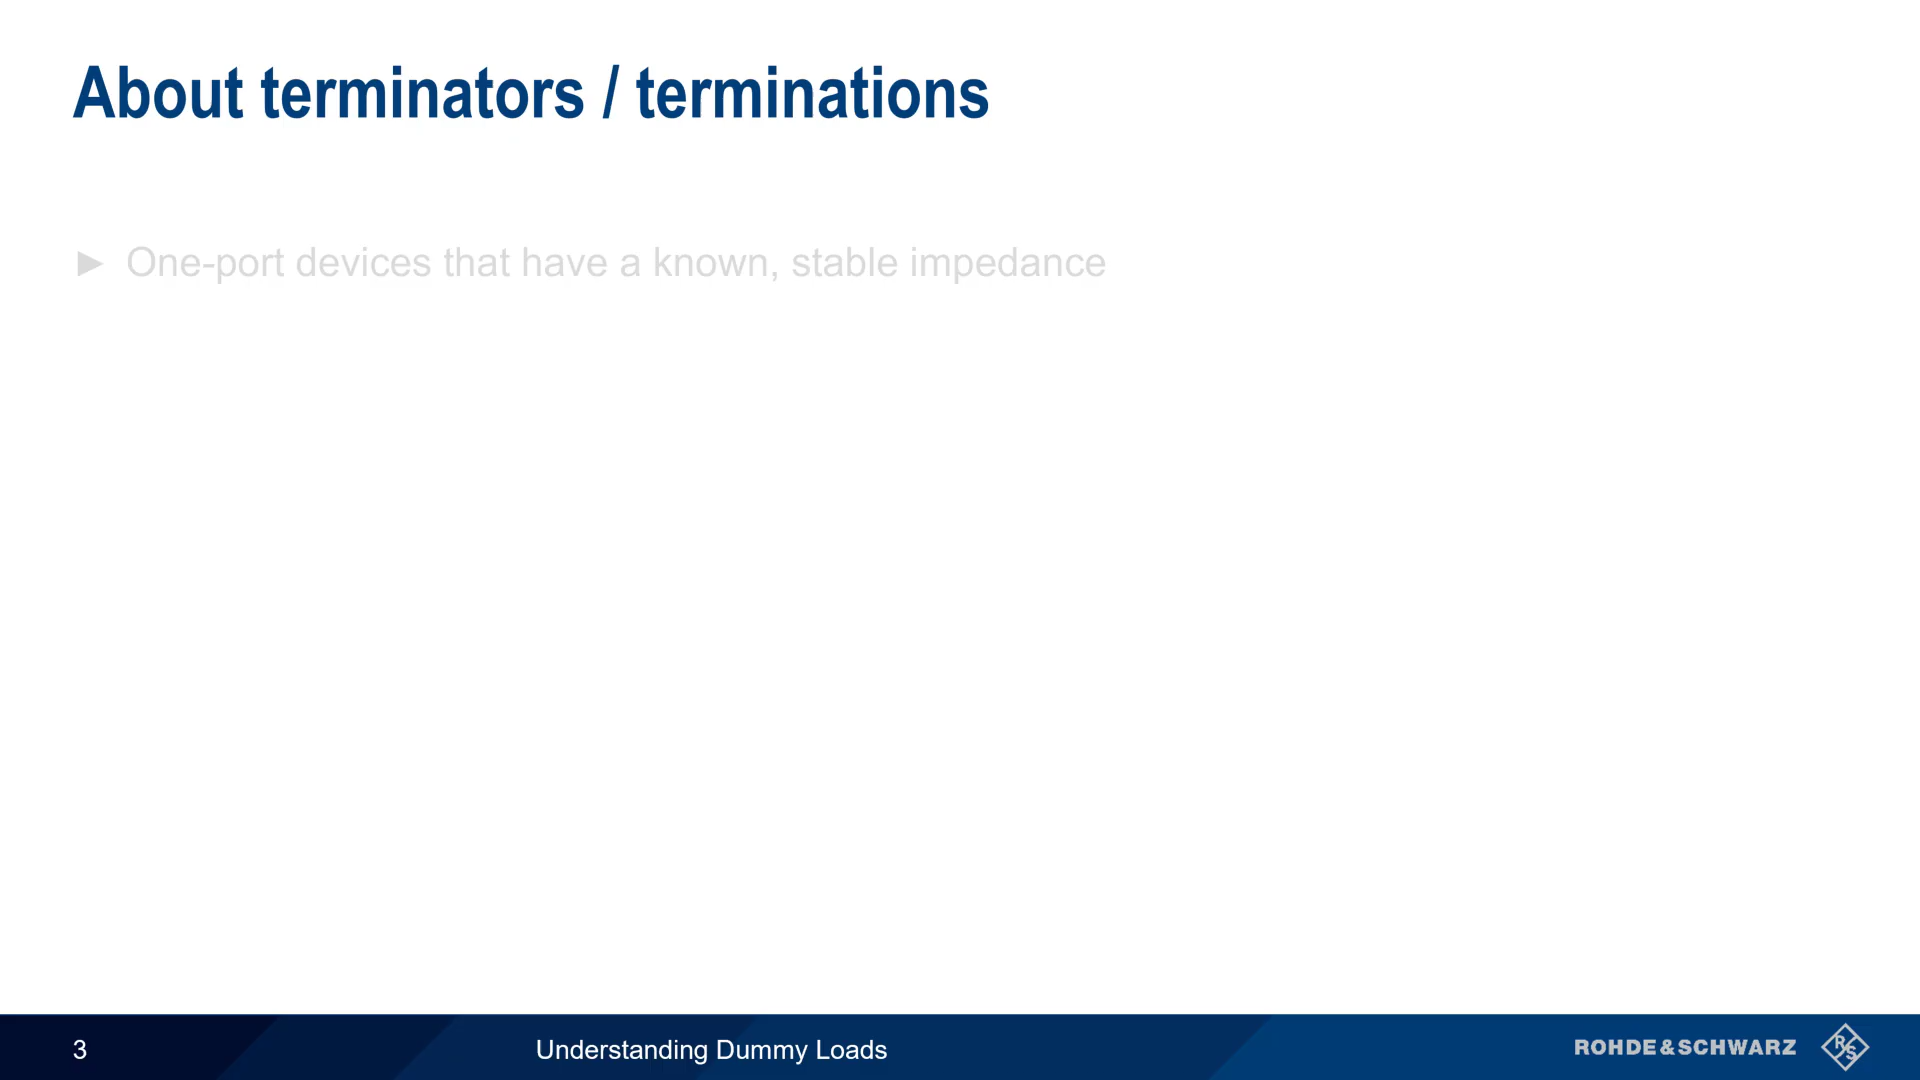 About terminators / terminations
► One-port devices that have a known, stable impedance
3
Understanding Dummy Loads
ROHDE&SCHWARZ
R
S